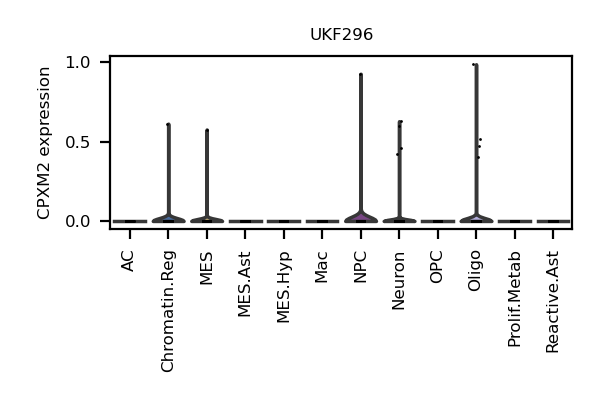 UKF296
CPXM2 expression
1.0
0.5
0.0
AC
Chromatin.Reg
MES
MES.Ast
MES.Hyp
Mac
NPC
Neuron
OPC
Oligo
Prolif.Metab
Reactive.Ast